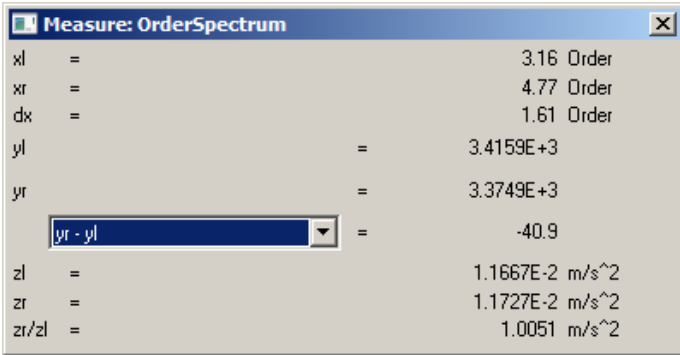 Measure: OrderSpectrum
xl = 3.16 Order
xr = 4.77 Order
dx = 1.61 Order
yl = 3.4159E+3
yr = 3.3749E+3
yr - yl = -40.9
zl = 1.1667E-2 m/s^2
zr = 1.1727E-2 m/s^2
zr/zl = 1.0051 m/s^2